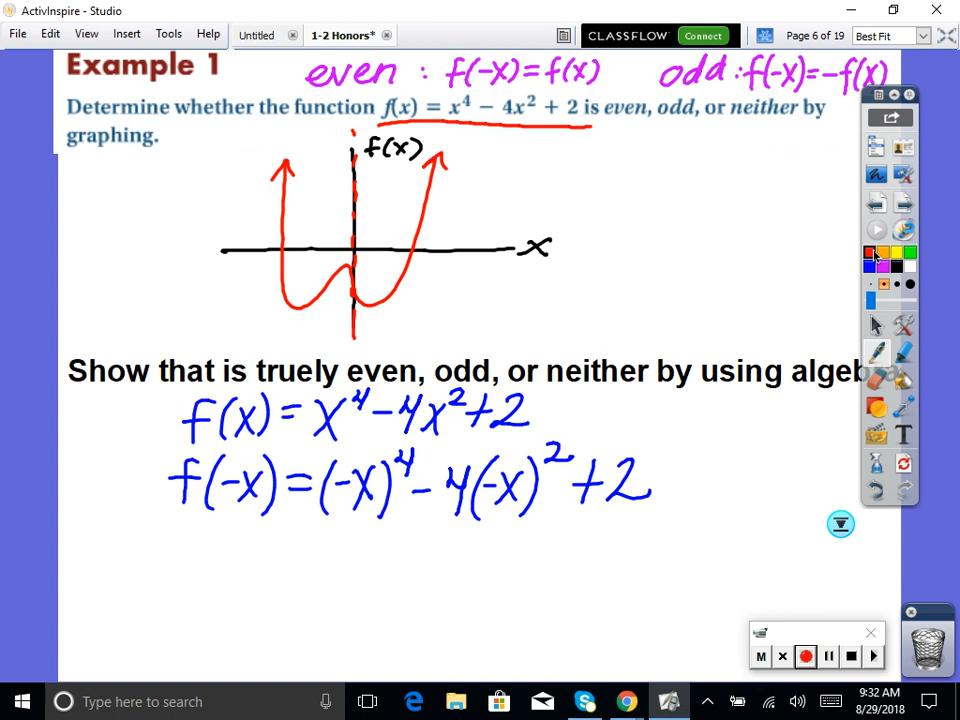 ActivInspire - Studio
File Edit View Insert Tools Help Untitled 1-2 Honors* CLASSFLOW™ Connect Page 6 of 19 Best Fit
Example 1 even : f(-x)=f(x) odd : f(-x)=-f(x)
Determine whether the function f(x) = x⁴ − 4x² + 2 is even, odd, or neither by
graphing.
f(x)
x
Show that is truely even, odd, or neither by using algeb
f(x) = x⁴ - 4x² + 2
f(-x) = (-x)⁴ - 4(-x)² + 2
M
Type here to search
9:32 AM
8/29/2018